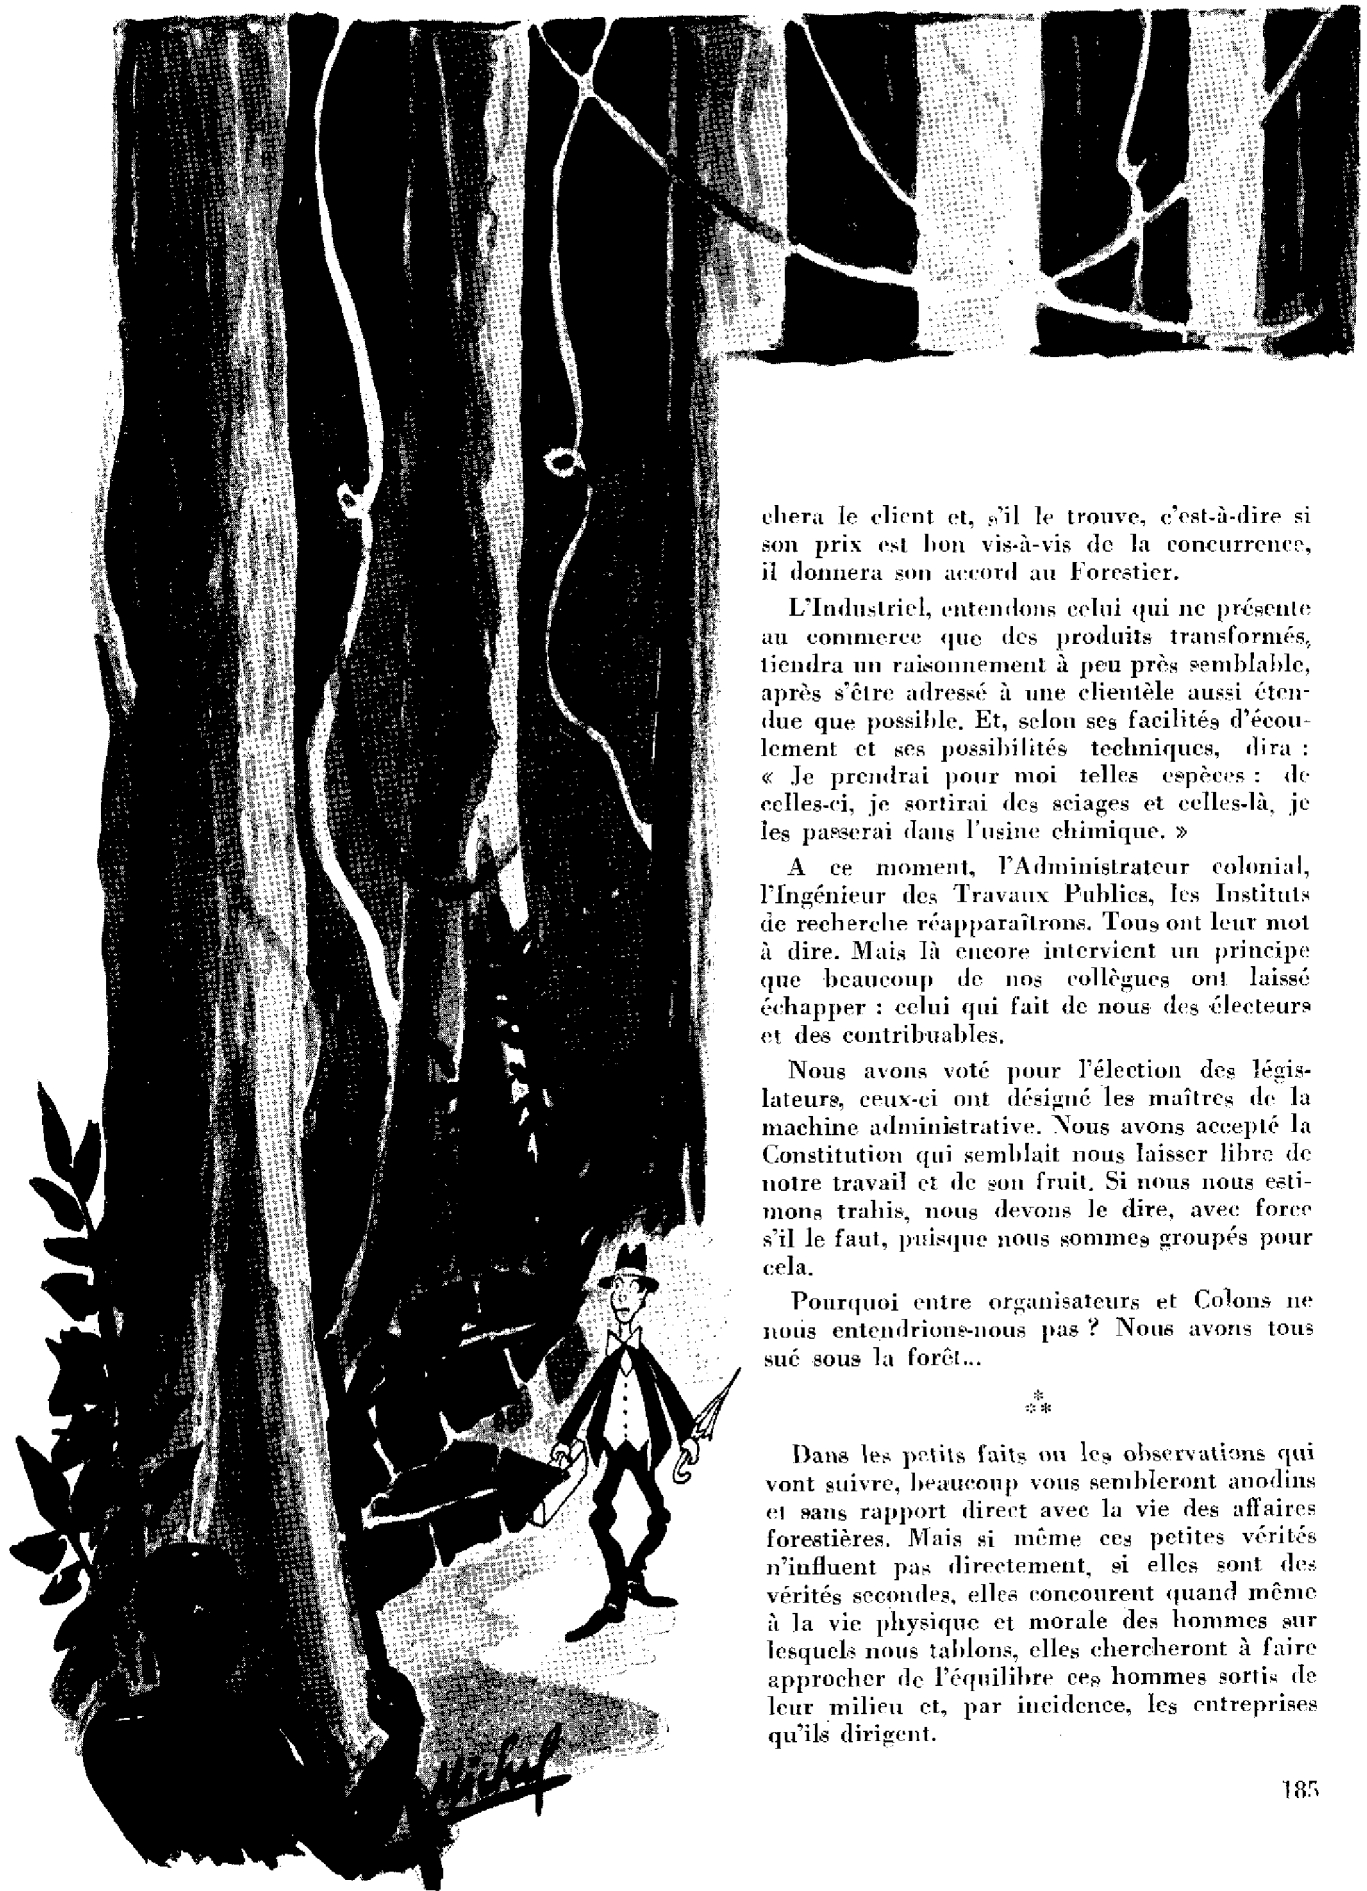 chera le client et, s'il le trouve, c'est-à-dire si
son prix est bon vis-à-vis de la concurrence,
il donnera son accord au Forestier.
L'Industriel, entendons celui qui ne présente
au commerce que des produits transformés,
tiendra un raisonnement à peu près semblable,
après s'être adressé à une clientèle aussi éten-
due que possible. Et, selon ses facilités d'écou-
lement et ses possibilités techniques, dira :
« Je prendrai pour moi telles espèces : de
celles-ci, je sortirai des sciages et celles-là, je
les passerai dans l'usine chimique. »
A ce moment, l'Administrateur colonial,
l'Ingénieur des Travaux Publics, les Instituts
de recherche réapparaîtrons. Tous ont leur mot
à dire. Mais là encore intervient un principe
que beaucoup de nos collègues ont laissé
échapper : celui qui fait de nous des électeurs
et des contribuables.
Nous avons voté pour l'élection des légis-
lateurs, ceux-ci ont désigné les maîtres de la
machine administrative. Nous avons accepté la
Constitution qui semblait nous laisser libre de
notre travail et de son fruit. Si nous nous esti-
mons trahis, nous devons le dire, avec force
s'il le faut, puisque nous sommes groupés pour
cela.
Pourquoi entre organisateurs et Colons ne
nous entendrions-nous pas ? Nous avons tous
sué sous la forêt...
*
**
Dans les petits faits ou les observations qui
vont suivre, beaucoup vous sembleront anodins
et sans rapport direct avec la vie des affaires
forestières. Mais si même ces petites vérités
n'influent pas directement, si elles sont des
vérités secondes, elles concourent quand même
à la vie physique et morale des hommes sur
lesquels nous tablons, elles chercheront à faire
approcher de l'équilibre ces hommes sortis de
leur milieu et, par incidence, les entreprises
qu'ils dirigent.
185